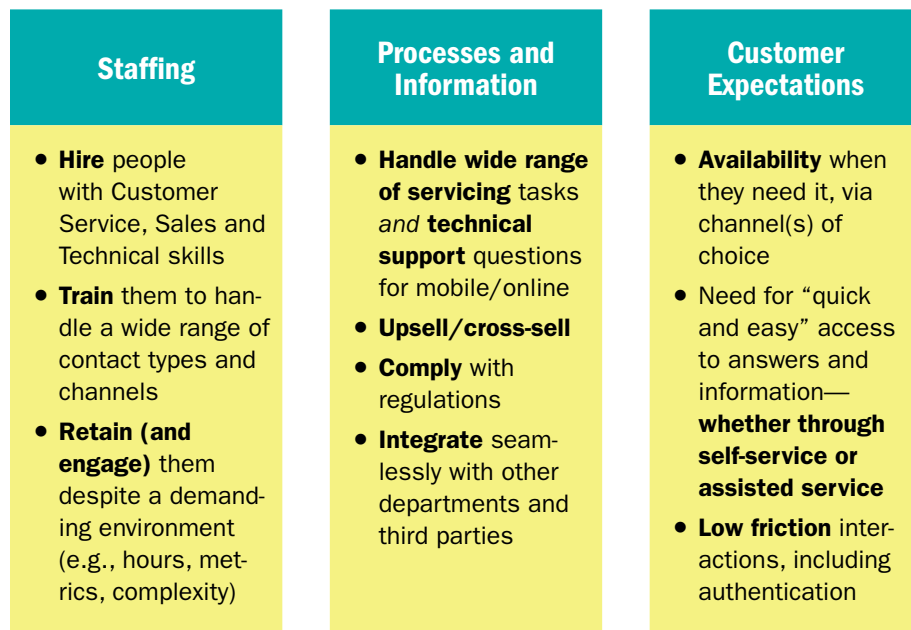 Staffing
• Hire people
with Customer
Service, Sales and
Technical skills
• Train them to han-
dle a wide range of
contact types and
channels
• Retain (and
engage) them
despite a demand-
ing environment
(e.g., hours, met-
rics, complexity)
Processes and
Information
• Handle wide range
of servicing tasks
and technical
support questions
for mobile/online
• Upsell/cross-sell
• Comply with
regulations
• Integrate seam-
lessly with other
departments and
third parties
Customer
Expectations
• Availability when
they need it, via
channel(s) of
choice
• Need for “quick
and easy” access
to answers and
information—
whether through
self-service or
assisted service
• Low friction inter-
actions, including
authentication